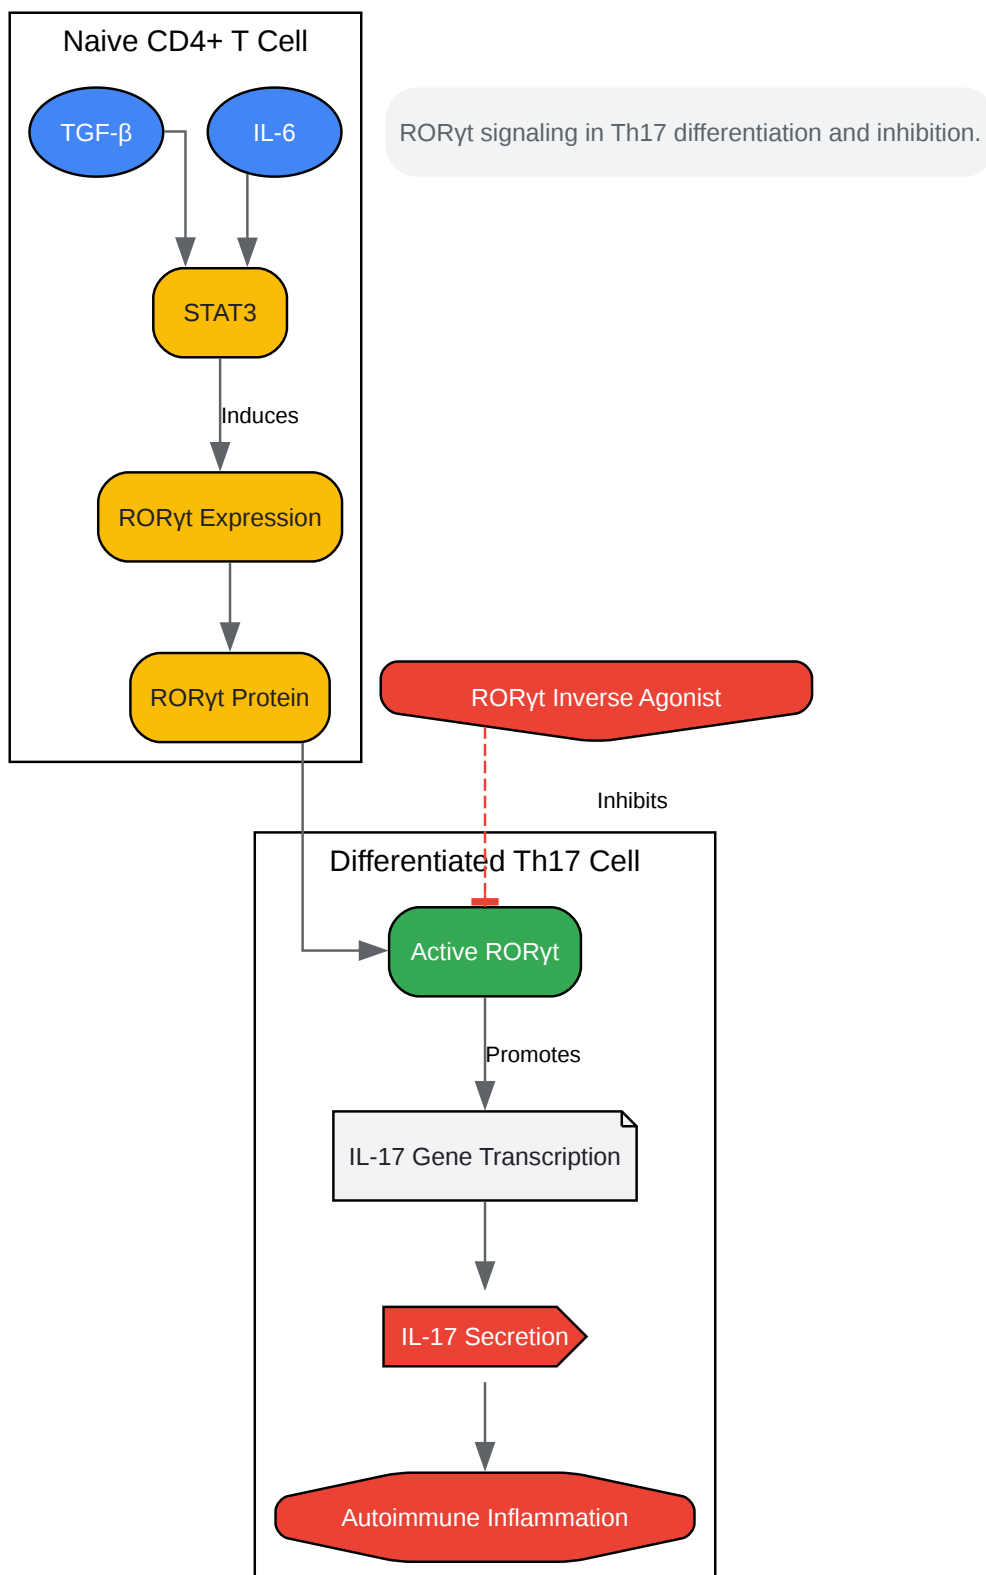 Naive CD4+ T Cell
TGF-β
IL-6
RORγt signaling in Th17 differentiation and inhibition.
STAT3
Induces
RORγt Expression
RORγt Protein
RORγt Inverse Agonist
Inhibits
Differentiated Th17 Cell
Active RORγt
Promotes
IL-17 Gene Transcription
IL-17 Secretion
Autoimmune Inflammation